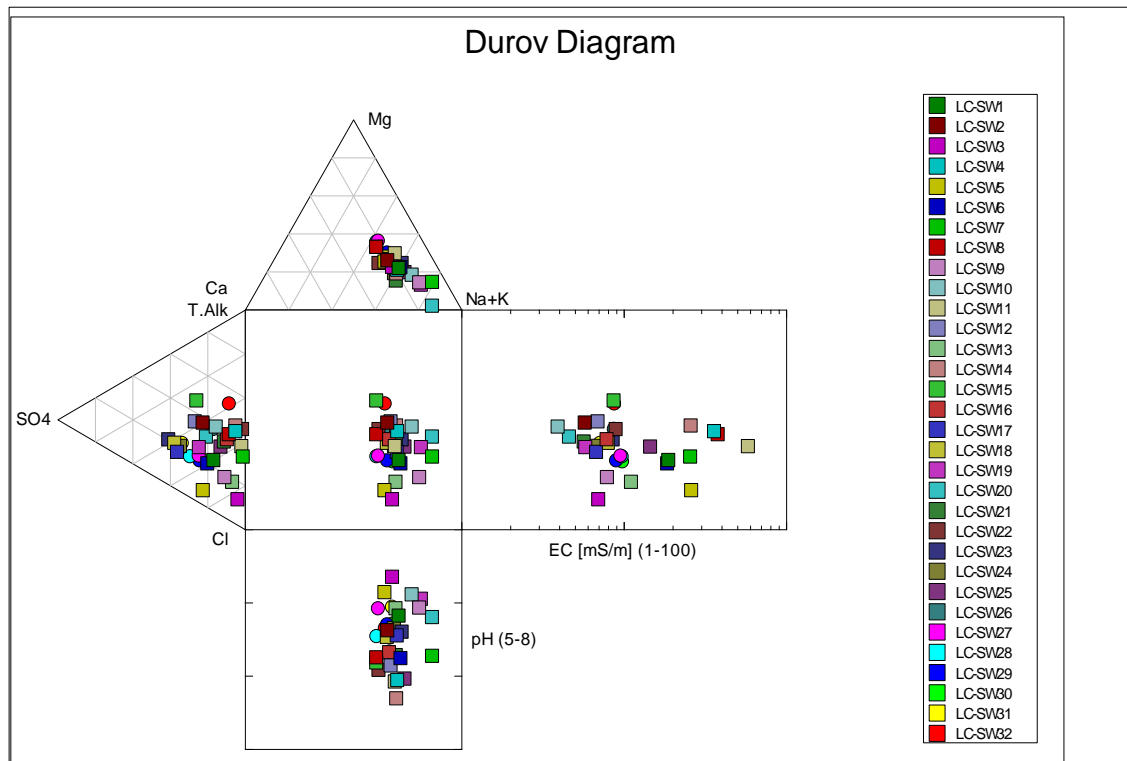 Durov Diagram
Mg
Ca
T.Alk
Na+K
SO4
Cl
EC [mS/m] (1-100)
pH (5-8)
LC-SW1
LC-SW2
LC-SW3
LC-SW4
LC-SW5
LC-SW6
LC-SW7
LC-SW8
LC-SW9
LC-SW10
LC-SW11
LC-SW12
LC-SW13
LC-SW14
LC-SW15
LC-SW16
LC-SW17
LC-SW18
LC-SW19
LC-SW20
LC-SW21
LC-SW22
LC-SW23
LC-SW24
LC-SW25
LC-SW26
LC-SW27
LC-SW28
LC-SW29
LC-SW30
LC-SW31
LC-SW32